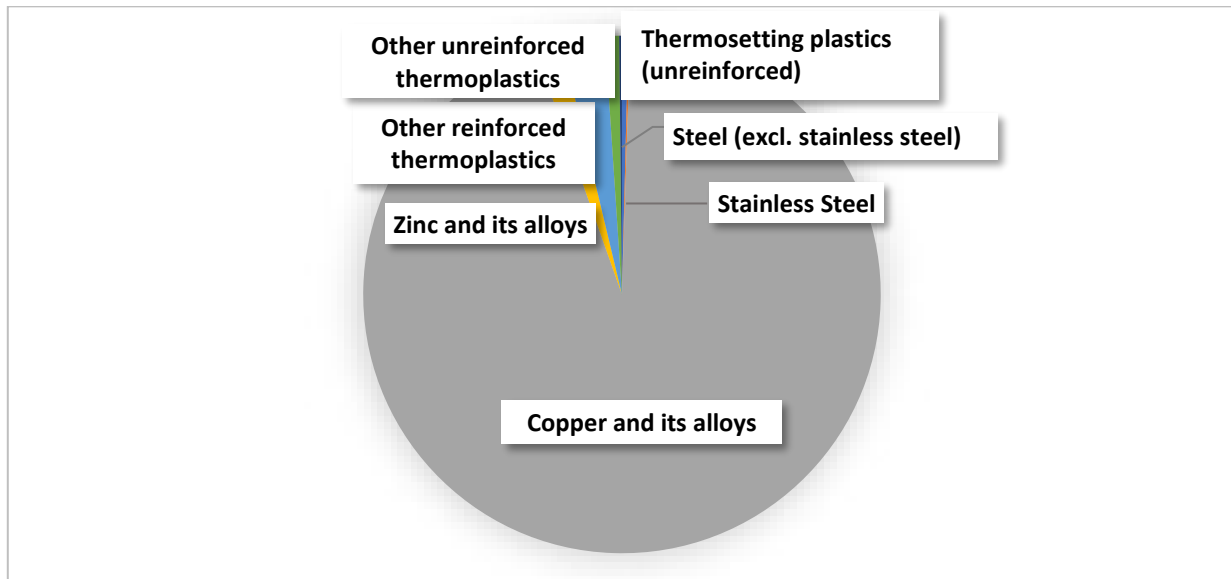 Other unreinforced
thermoplastics
Thermosetting plastics
(unreinforced)
Other reinforced
thermoplastics
Steel (excl. stainless steel)
Zinc and its alloys
Stainless Steel
Copper and its alloys